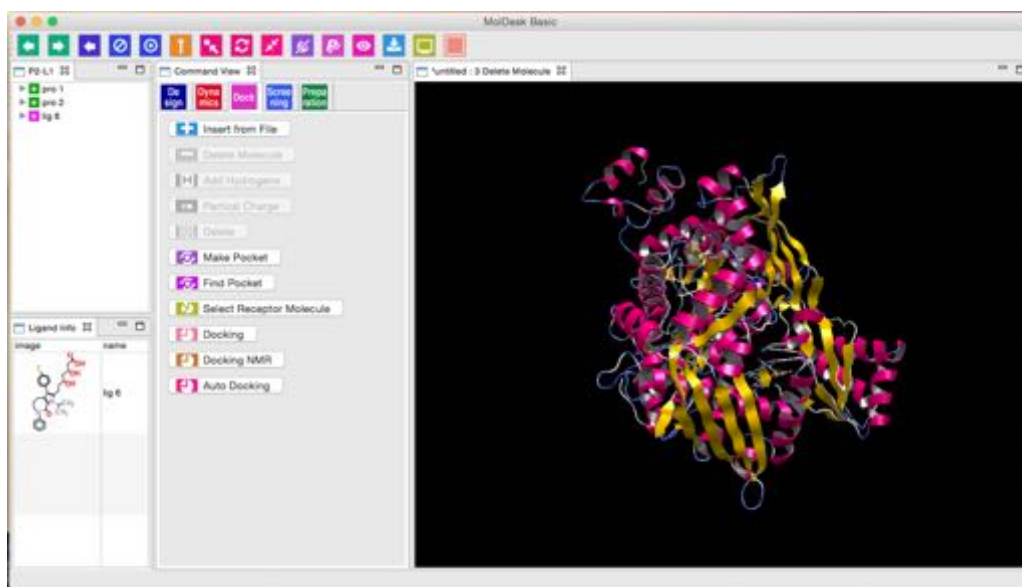 MolDesk Basic
P2-L1
Command View
*untitled : 3 Delete Molecule
pro 1
pro 2
lig 6
De
sign
Dyna
mics
Dock
Scree
ning
Prepa
ration
Insert from File
Delete Molecule
Add Hydrogens
Partical Charge
Delete
Make Pocket
Find Pocket
Select Receptor Molecule
Docking
Docking NMR
Auto Docking
Ligand Info
image name
lig 6